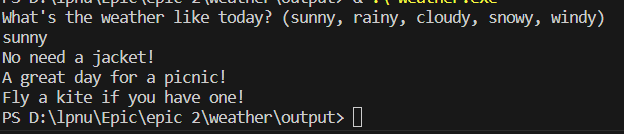 PS D:\lpnu\Epic\epic 2\weather\output> & .\"weather.exe"
What's the weather like today? (sunny, rainy, cloudy, snowy, windy)
sunny
No need a jacket!
A great day for a picnic!
Fly a kite if you have one!
PS D:\lpnu\Epic\epic 2\weather\output>